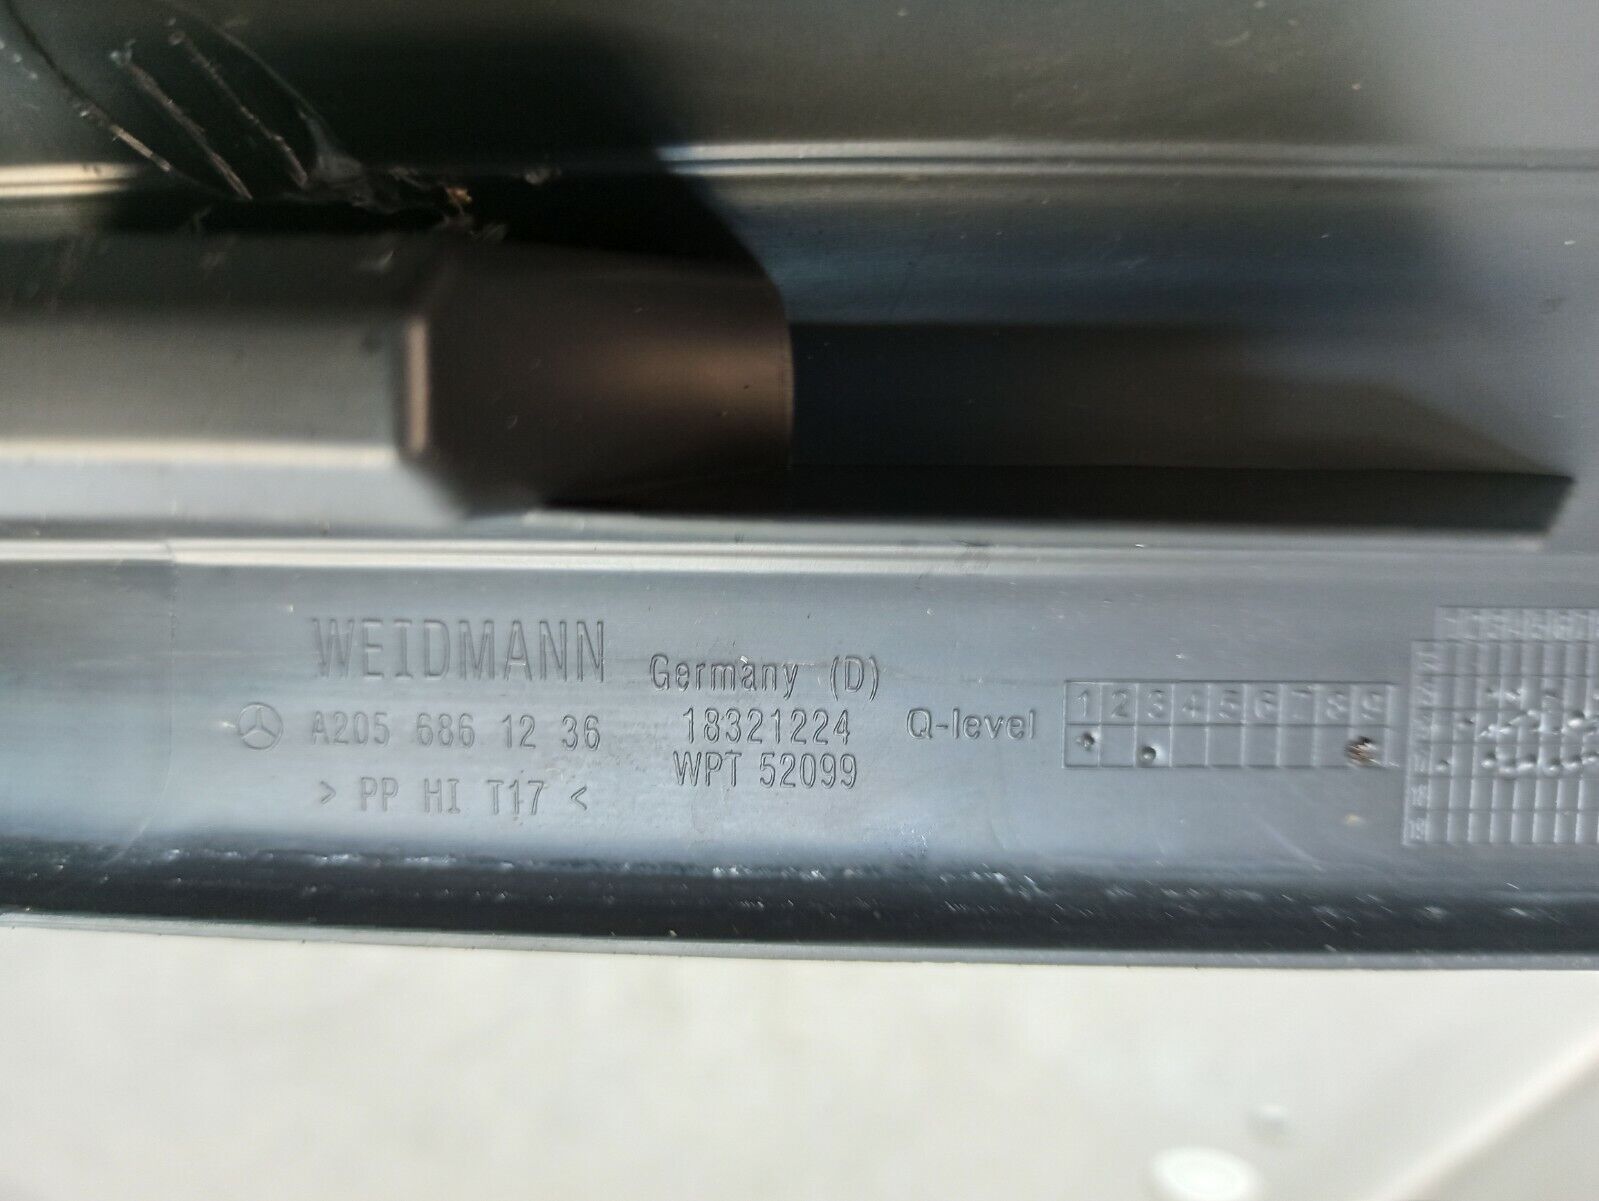 WEIDMANN
A205 686 12 36
> PP HI T17 <
Germany (D)
18321224
WPT 52099
Q-level
1 2 3 4 5 6 7 8 9